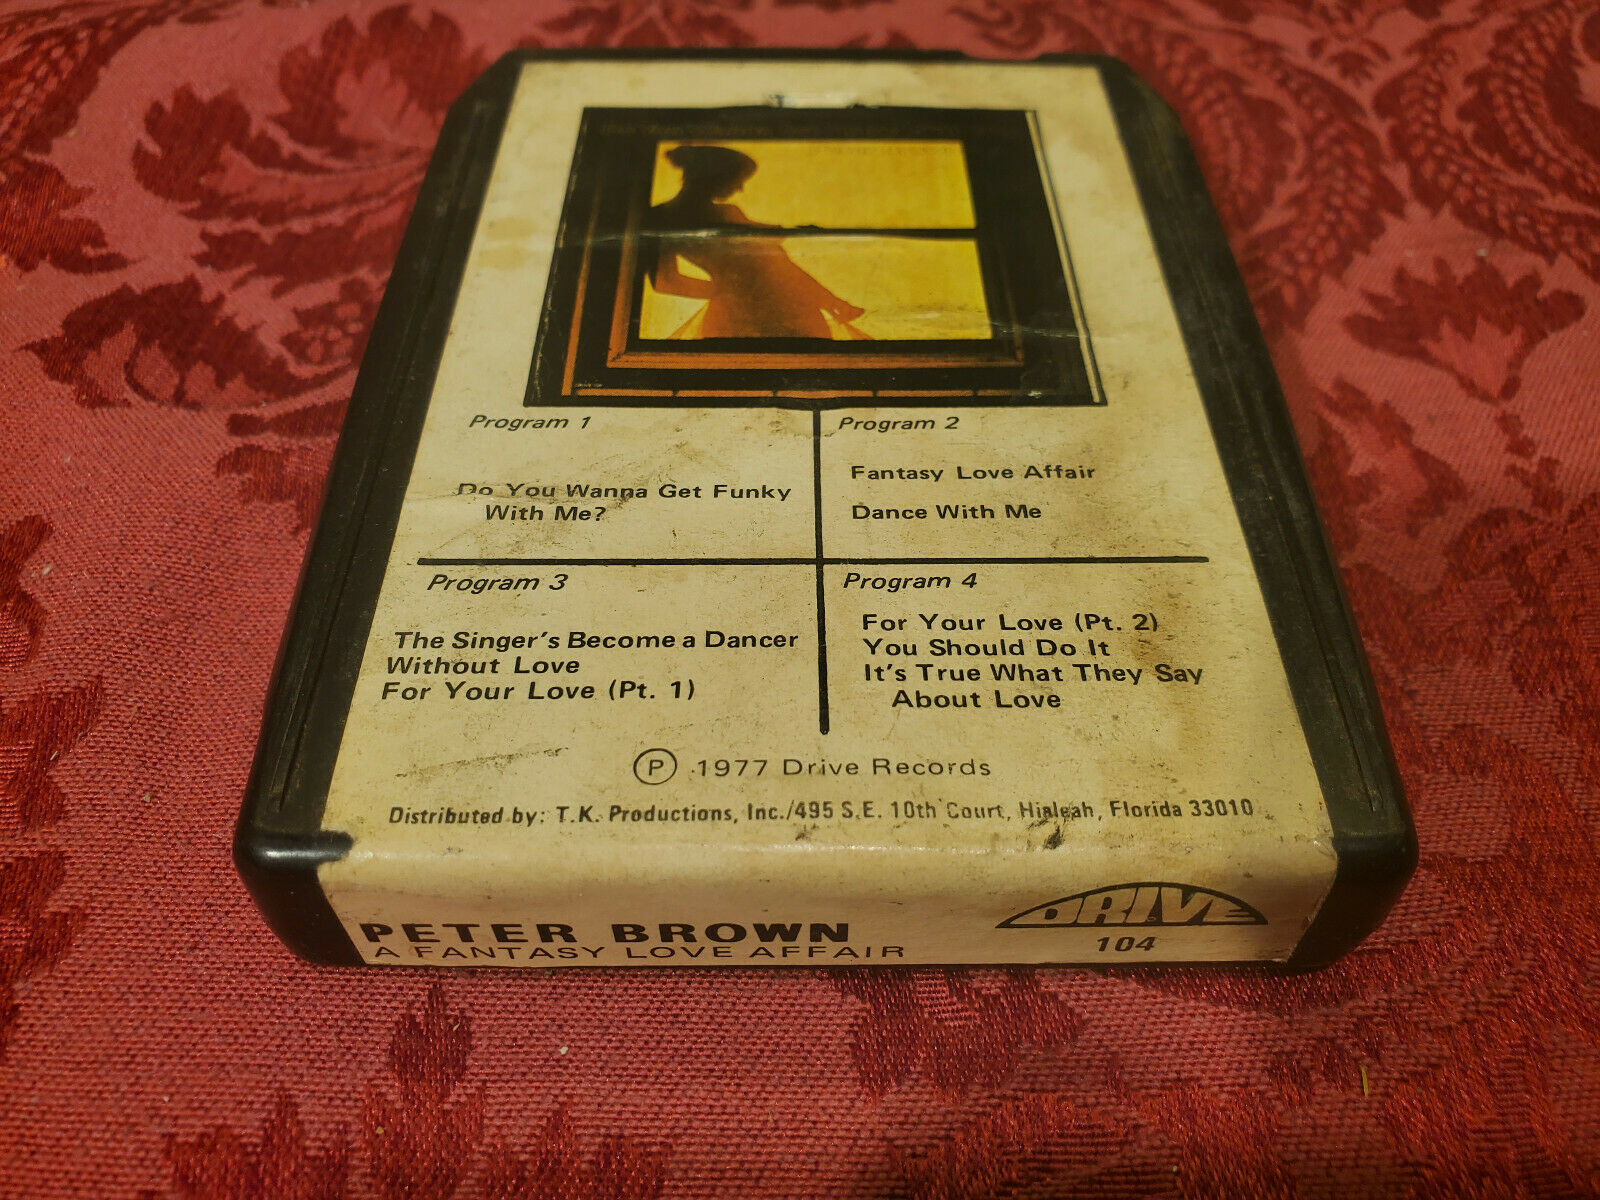 Program 1
Do You Wanna Get Funky
With Me?
Program 2
Fantasy Love Affair
Dance With Me
Program 3
The Singer's Become a Dancer
Without Love
For Your Love (Pt. 1)
Program 4
For Your Love (Pt. 2)
You Should Do It
It's True What They Say
About Love
Ⓟ 1977 Drive Records
Distributed by: T.K. Productions, Inc./495 S.E. 10th Court, Hialeah, Florida 33010
PETER BROWN
A FANTASY LOVE AFFAIR
DRIVE
104